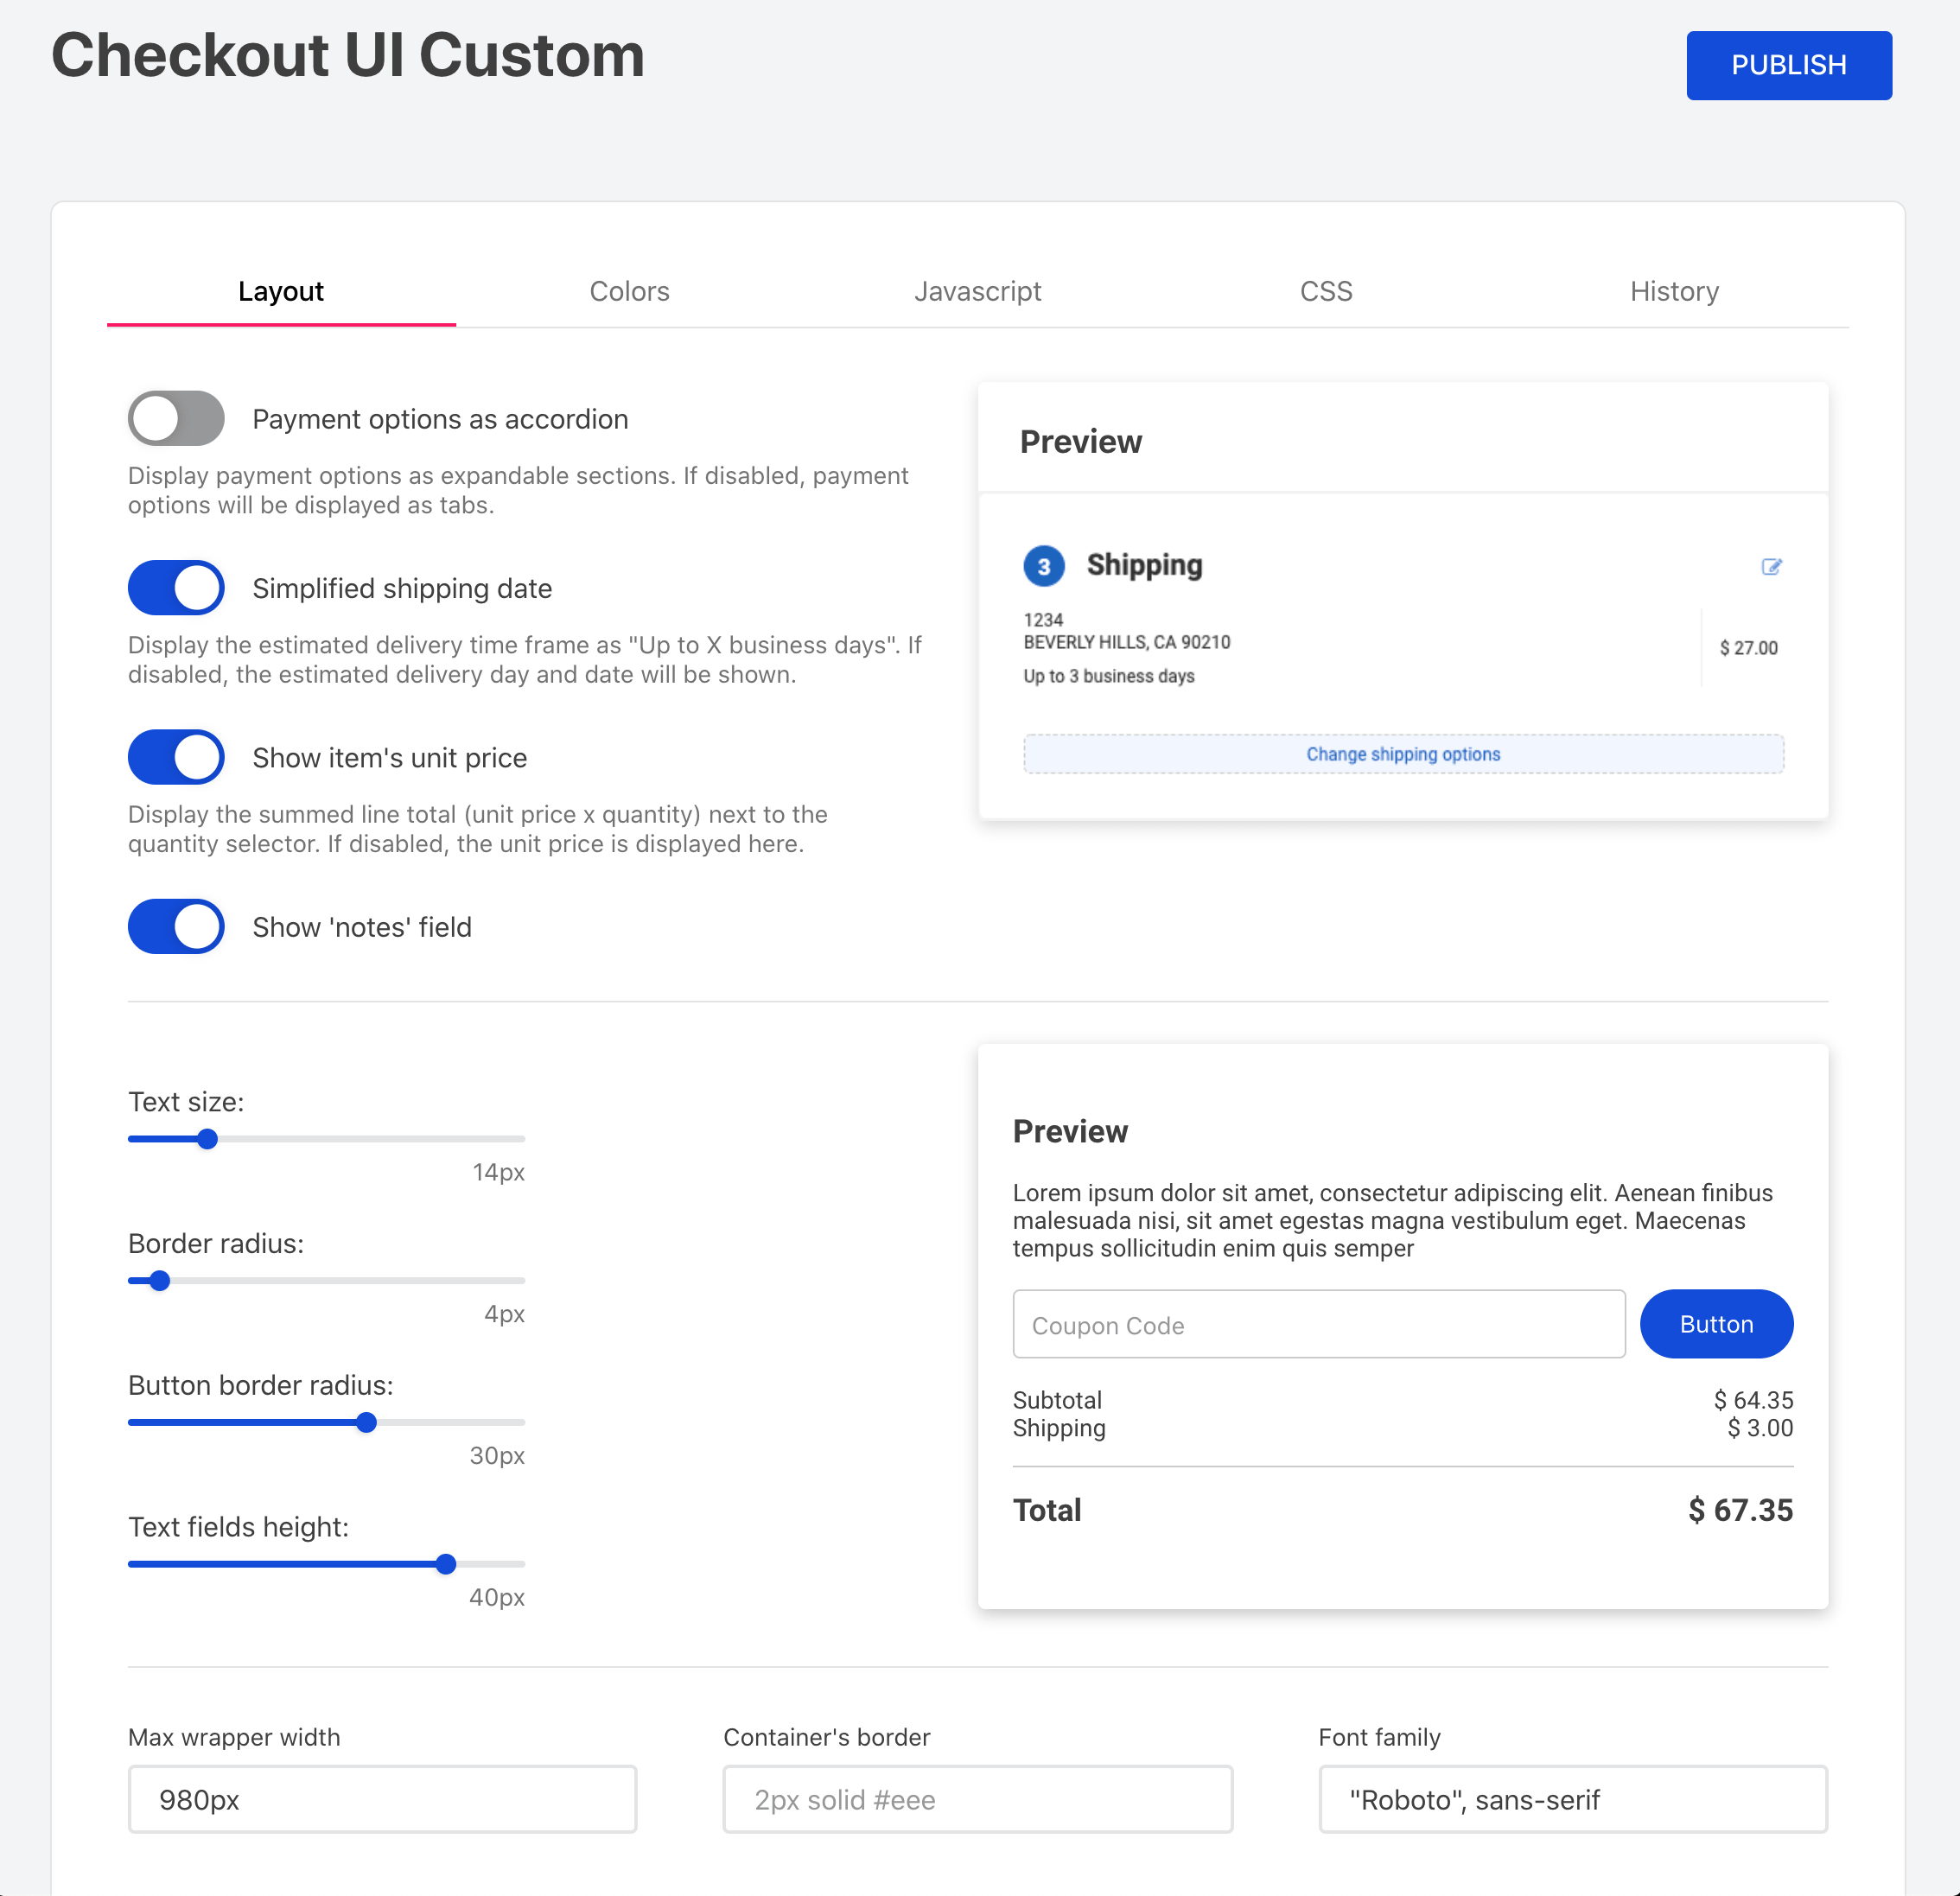 Checkout UI Custom
PUBLISH
Layout
Colors
Javascript
CSS
History
Payment options as accordion
Display payment options as expandable sections. If disabled, payment
options will be displayed as tabs.
Simplified shipping date
Display the estimated delivery time frame as "Up to X business days". If
disabled, the estimated delivery day and date will be shown.
Show item's unit price
Display the summed line total (unit price x quantity) next to the
quantity selector. If disabled, the unit price is displayed here.
Show 'notes' field
Preview
3 Shipping
1234
BEVERLY HILLS, CA 90210
Up to 3 business days
$ 27.00
Change shipping options
Text size:
14px
Border radius:
4px
Button border radius:
30px
Text fields height:
40px
Preview
Lorem ipsum dolor sit amet, consectetur adipiscing elit. Aenean finibus
malesuada nisi, sit amet egestas magna vestibulum eget. Maecenas
tempus sollicitudin enim quis semper
Coupon Code
Button
Subtotal $ 64.35
Shipping $ 3.00
Total $ 67.35
Max wrapper width
980px
Container's border
2px solid #eee
Font family
"Roboto", sans-serif